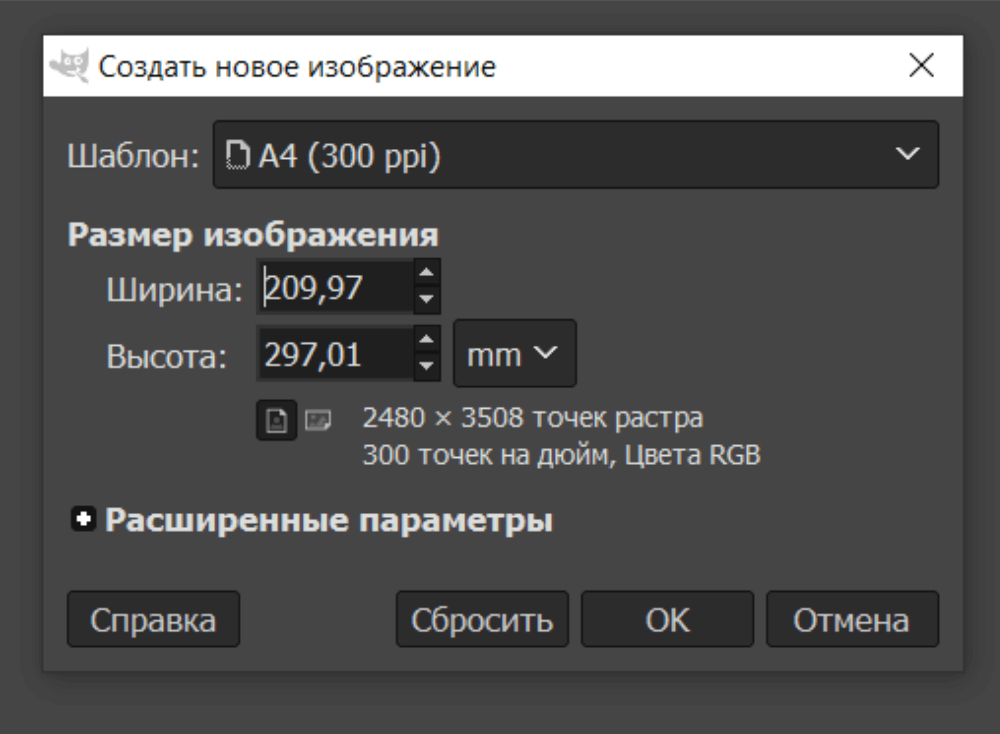 Создать новое изображение
Шаблон: A4 (300 ppi)
Размер изображения
Ширина: 209,97
Высота: 297,01 mm
2480 × 3508 точек растра
300 точек на дюйм, Цвета RGB
Расширенные параметры
Справка Сбросить OK Отмена